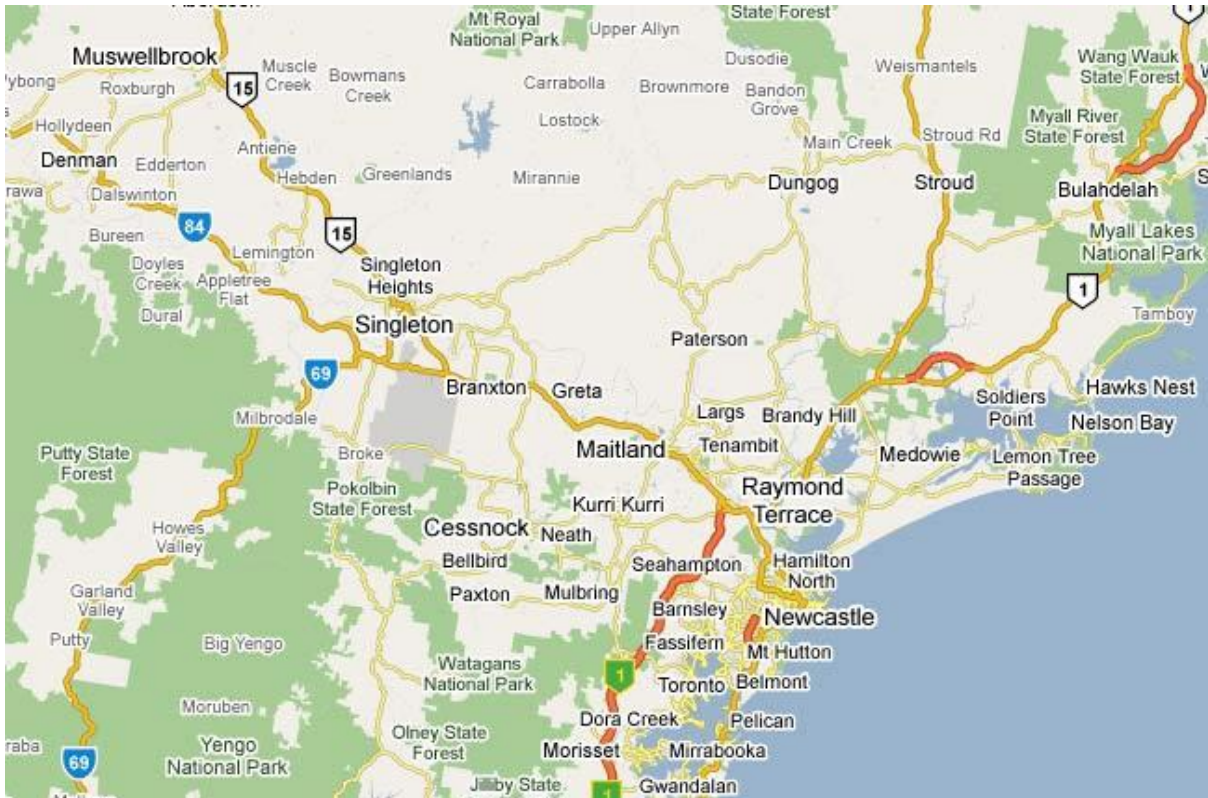 Mt Royal
National Park
Upper Allyn
State Forest
1
Muswellbrook
Muscle
Creek
Bowmans
Creek
Dusodie
Weismantels
Wang Wauk
State Forest
Roxburgh
15
Carrabolla
Brownmore
Bandon
Grove
Myall River
State Forest
Hollydeen
Lostock
Antiene
Main Creek
Stroud Rd
Denman
Edderton
Hebden
Greenlands
Mirannie
Dungog
Stroud
Bulahdelah
Dalswinton
84
15
Myall Lakes
National Park
Bureen
Lemington
Doyles
Creek
Appletree
Flat
Singleton
Heights
1
Dural
Tamboy
Singleton
Paterson
69
Branxton
Greta
Hawks Nest
Soldiers
Point
Milbrodale
Largs
Brandy Hill
Nelson Bay
Putty State
Forest
Broke
Maitland
Tenambit
Medowie
Lemon Tree
Passage
Pokolbin
State Forest
Raymond
Terrace
Kurri Kurri
Howes
Valley
Cessnock
Neath
Bellbird
Seahampton
Hamilton
North
Garland
Valley
Paxton
Mulbring
Barnsley
Newcastle
Putty
Big Yengo
Fassifern
Mt Hutton
Watagans
National Park
1
Toronto
Belmont
Moruben
Dora Creek
Pelican
Olney State
Forest
Yengo
National Park
Morisset
Mirrabooka
69
Gwandalan
1